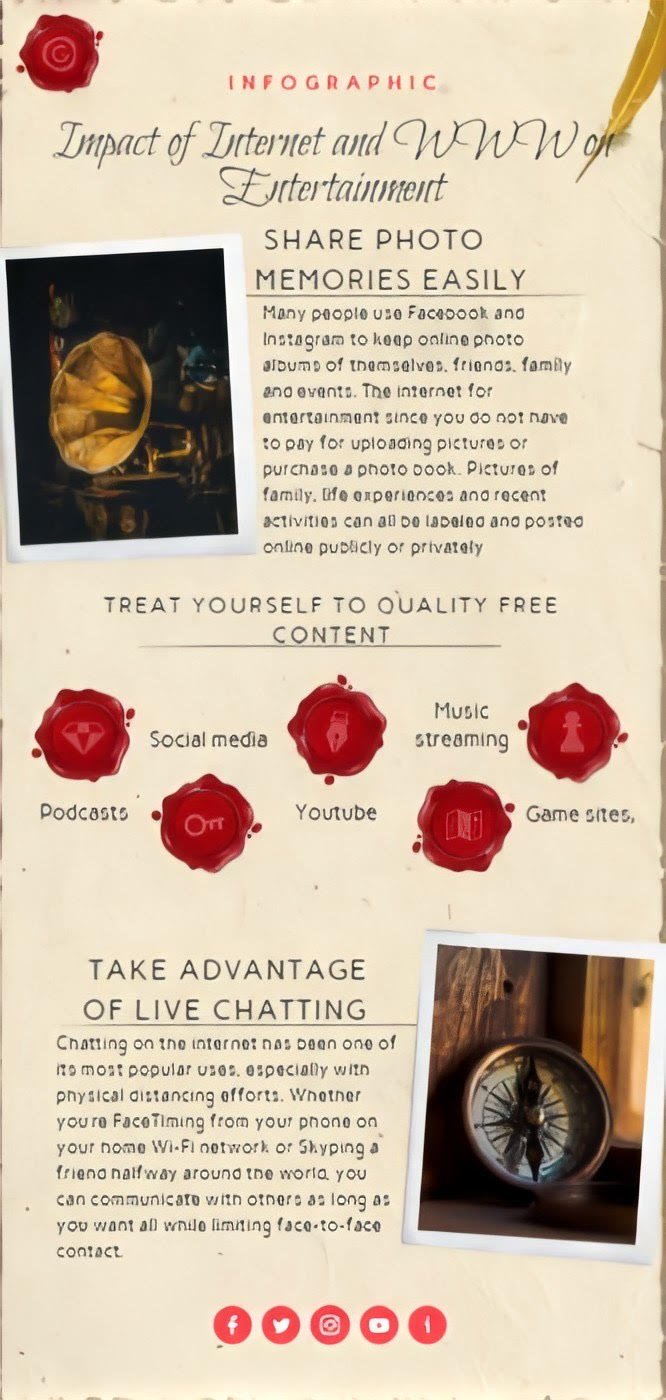 INFOGRAPHIC
Impact of Internet and WWW on
Entertainment
SHARE PHOTO
MEMORIES EASILY
Many people use Facebook and
Instagram to keep online photo
albums of themselves, friends, family
and events. The internet for
entertainment since you do not have
to pay for uploading pictures or
purchase a photo book. Pictures of
family, life experiences and recent
activities can all be labeled and posted
online publicly or privately
TREAT YOURSELF TO QUALITY FREE
CONTENT
Social media
Music
streaming
Podcasts
Youtube
Game sites,
TAKE ADVANTAGE
OF LIVE CHATTING
Chatting on the internet has been one of
its most popular uses, especially with
physical distancing efforts. Whether
you're FaceTiming from your phone on
your home Wi-Fi network or Skyping a
friend halfway around the world, you
can communicate with others as long as
you want all while limiting face-to-face
contact.